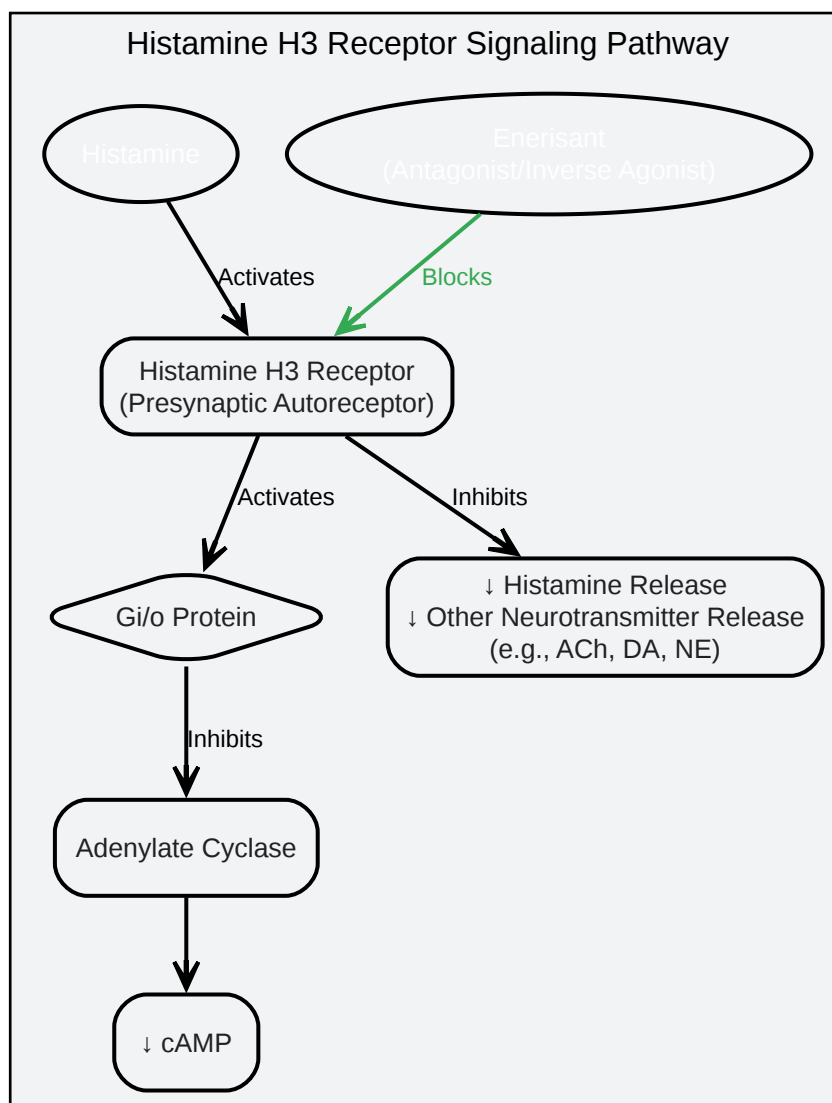 Histamine H3 Receptor Signaling Pathway
Histamine
Enerisant
(Antagonist/Inverse Agonist)
Activates
Blocks
Histamine H3 Receptor
(Presynaptic Autoreceptor)
Activates
Inhibits
Gi/o Protein
↓ Histamine Release
↓ Other Neurotransmitter Release
(e.g., ACh, DA, NE)
Inhibits
Adenylate Cyclase
↓ cAMP